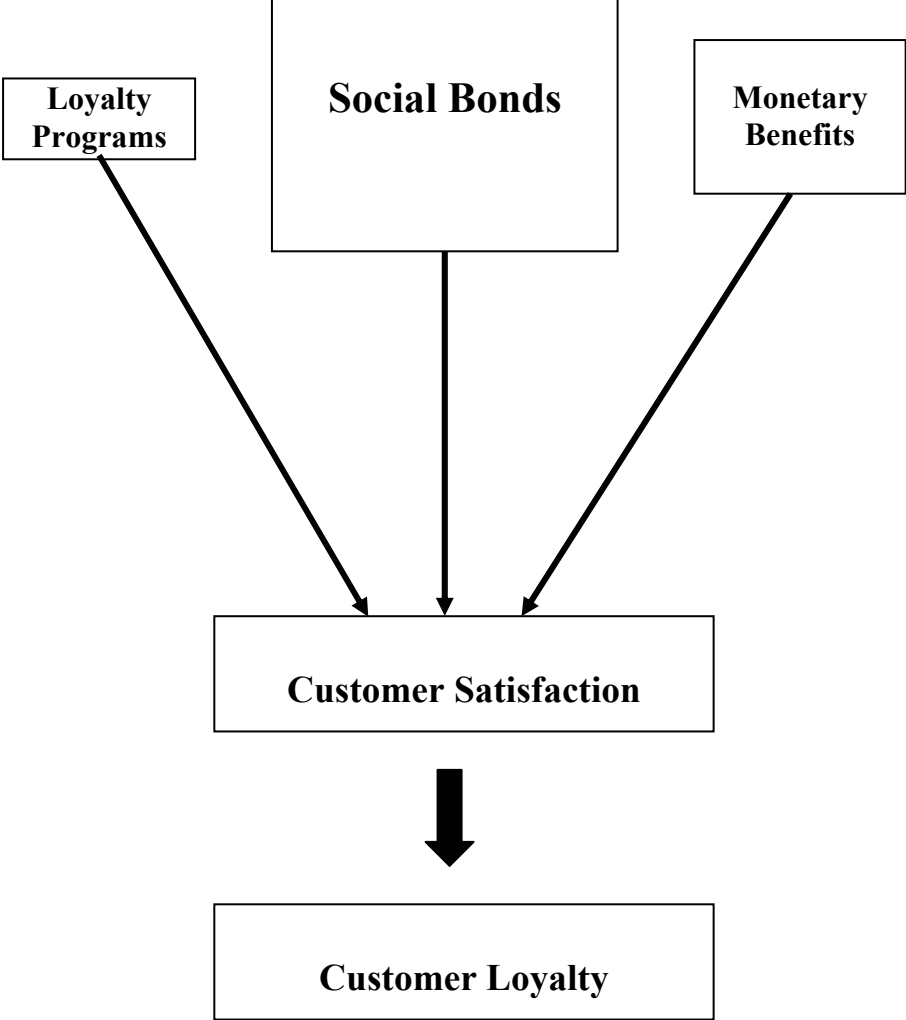 Loyalty
Programs
Social Bonds
Monetary
Benefits
Customer Satisfaction
Customer Loyalty